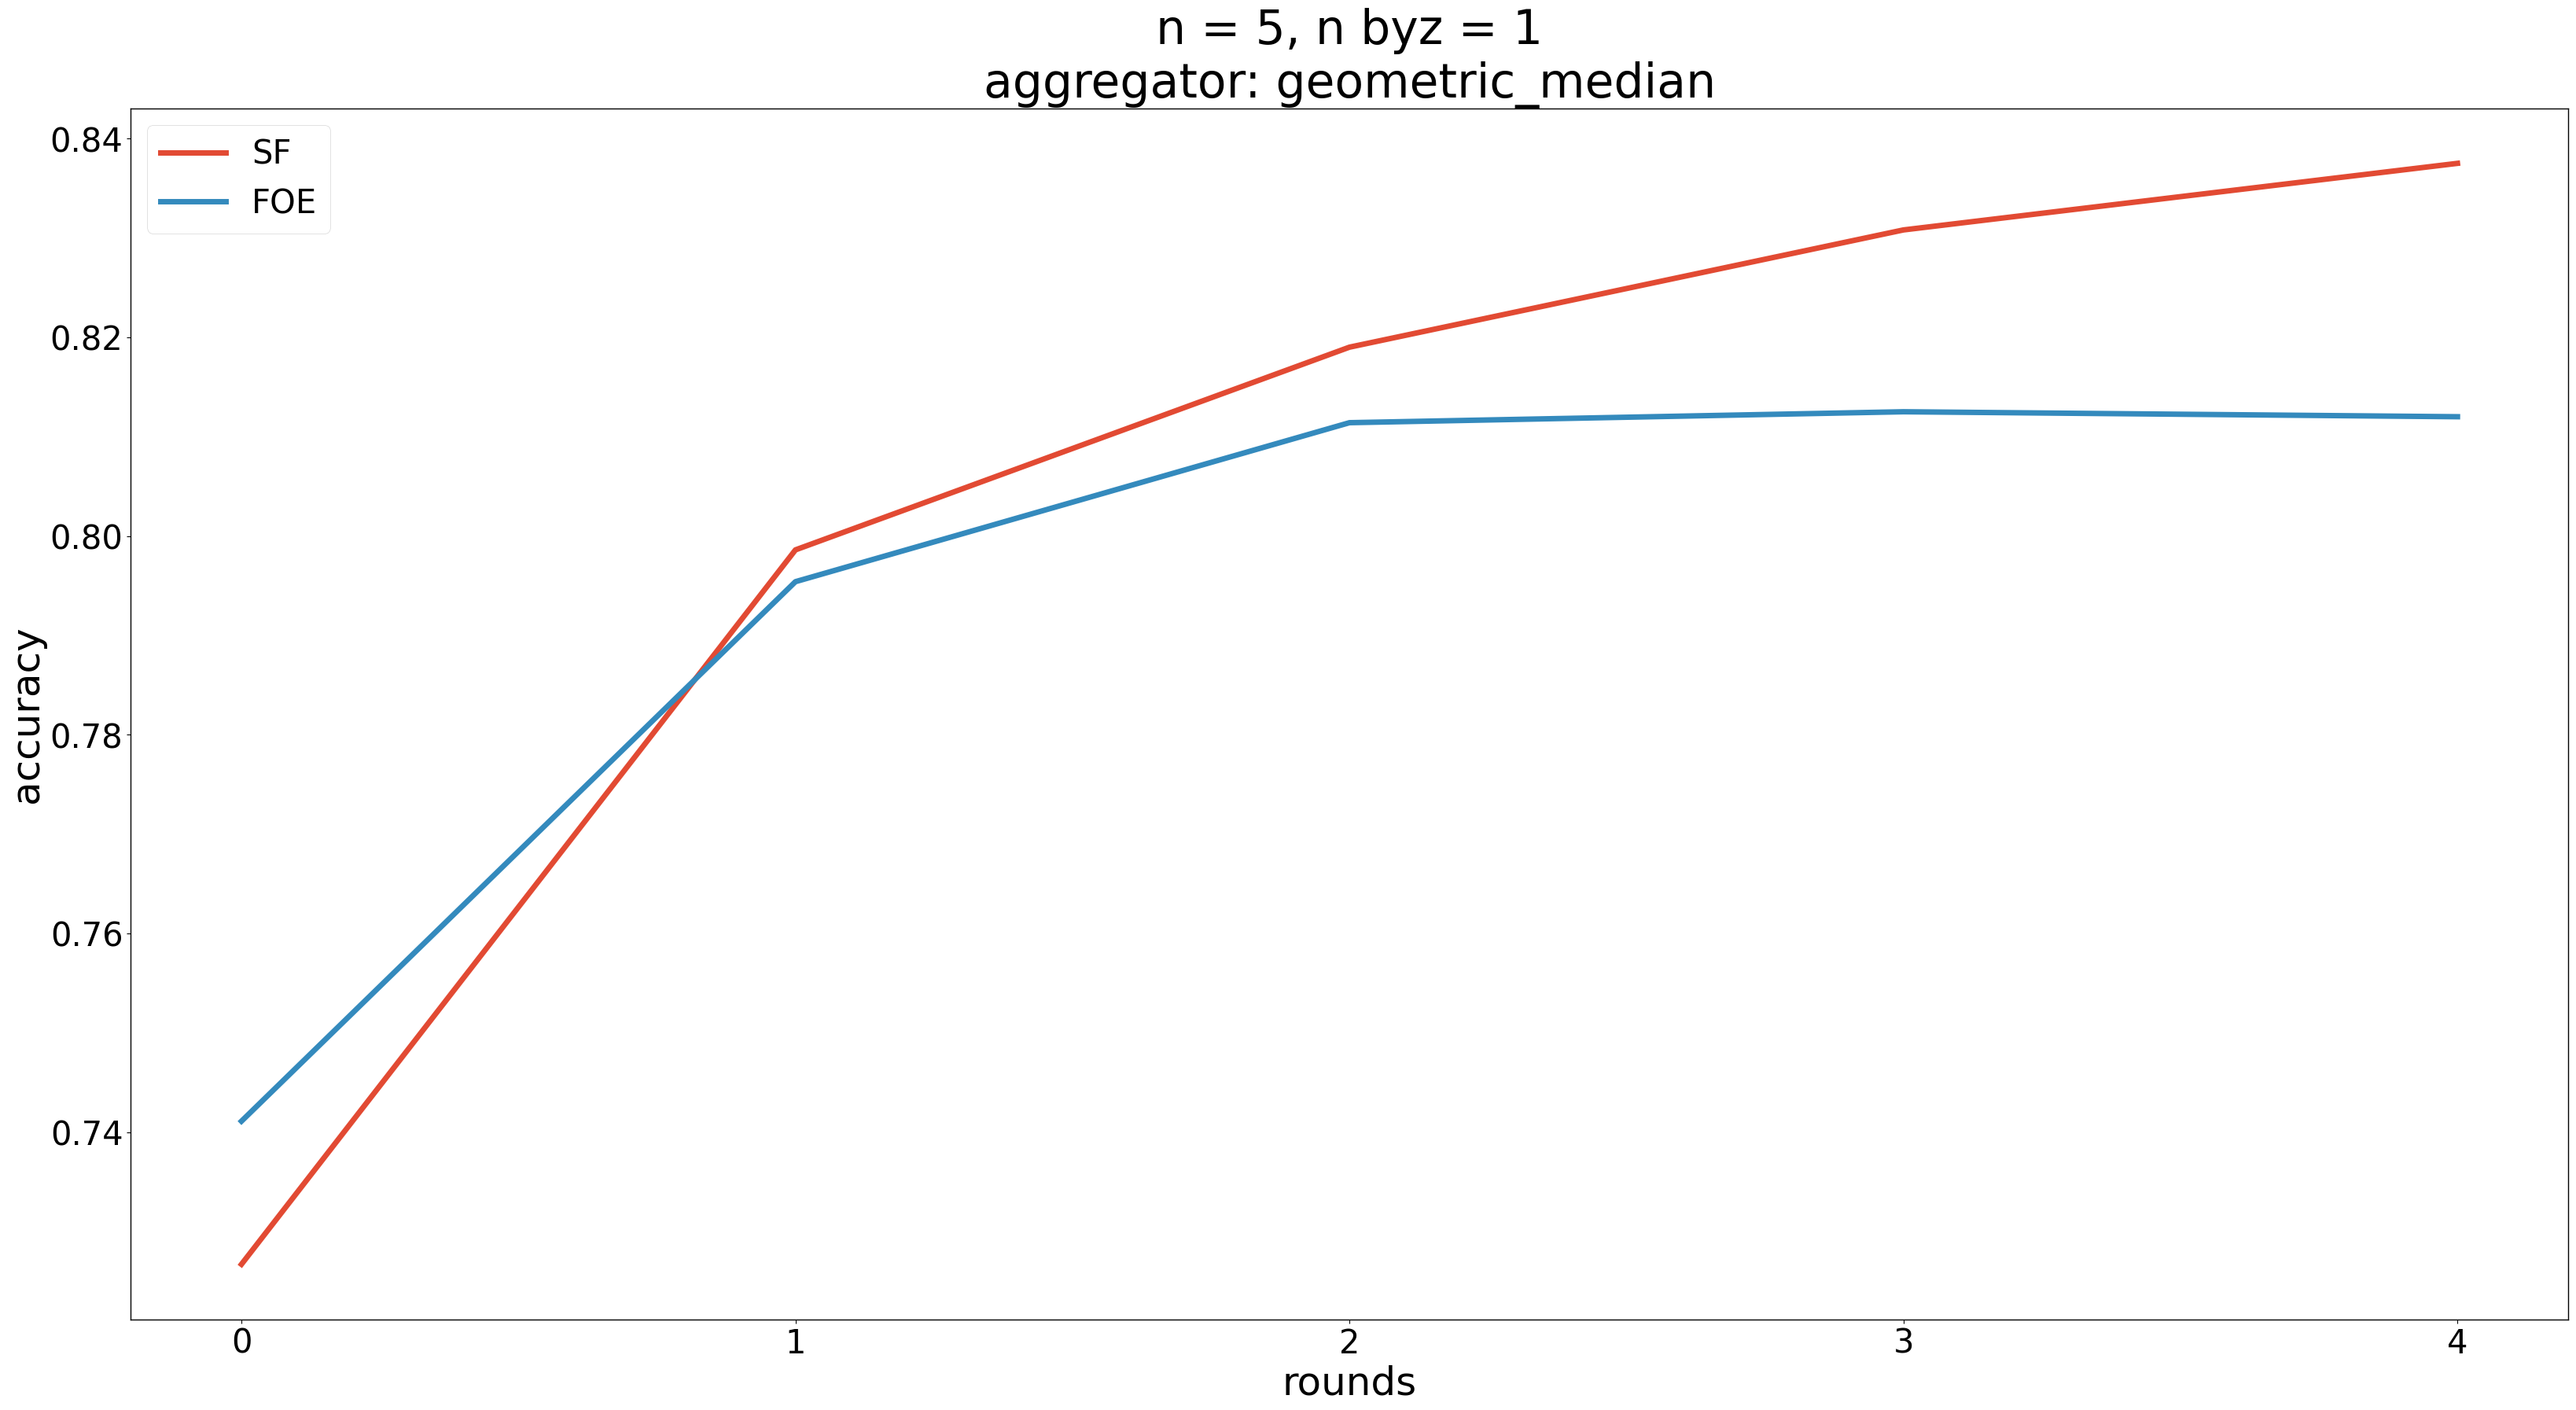 n = 5, n byz = 1
aggregator: geometric_median
SF
FOE
0.84
0.82
0.80
0.78
0.76
0.74
accuracy
0 1 2 3 4
rounds